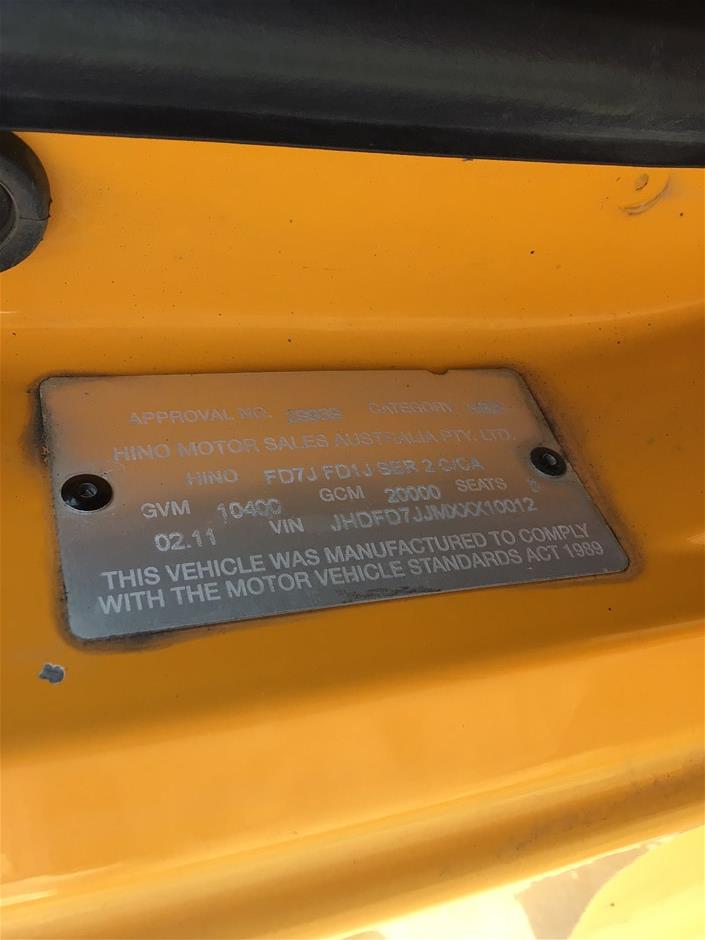 APPROVAL NO. CATEGORY
HINO MOTOR SALES AUSTRALIA PTY. LTD.
HINO FD7J FD1J SER 2 C/CA
GVM 10400 GCM 20000 SEATS
02.11 VIN JHDFD7JJMXXX10012
THIS VEHICLE WAS MANUFACTURED TO COMPLY
WITH THE MOTOR VEHICLE STANDARDS ACT 1989